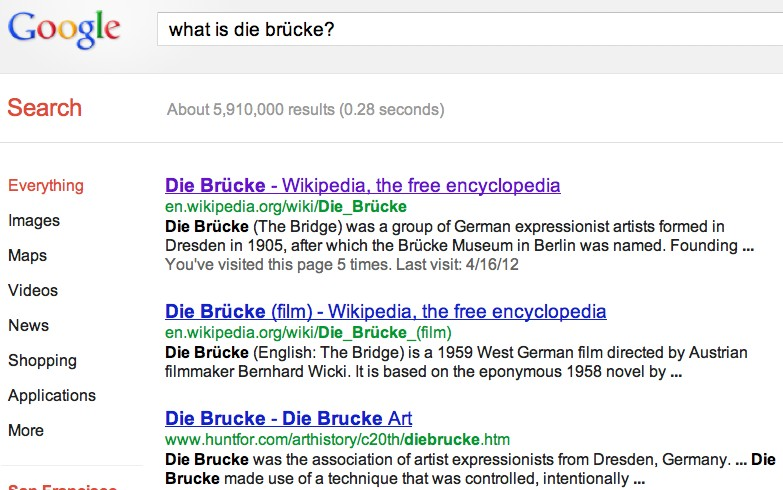 Google
what is die brücke?
Search
About 5,910,000 results (0.28 seconds)
Everything
Images
Maps
Videos
News
Shopping
Applications
More
San Francisco
Die Brücke - Wikipedia, the free encyclopedia
en.wikipedia.org/wiki/Die_Brücke
Die Brücke (The Bridge) was a group of German expressionist artists formed in
Dresden in 1905, after which the Brücke Museum in Berlin was named. Founding ...
You've visited this page 5 times. Last visit: 4/16/12
Die Brücke (film) - Wikipedia, the free encyclopedia
en.wikipedia.org/wiki/Die_Brücke_(film)
Die Brücke (English: The Bridge) is a 1959 West German film directed by Austrian
filmmaker Bernhard Wicki. It is based on the eponymous 1958 novel by ...
Die Brucke - Die Brucke Art
www.huntfor.com/arthistory/c20th/diebrucke.htm
Die Brucke was the association of artist expressionists from Dresden, Germany. ... Die
Brucke made use of a technique that was controlled, intentionally ...